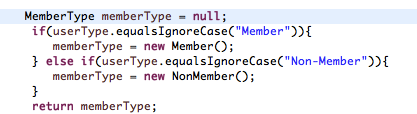 MemberType memberType = null;
if(userType.equalsIgnoreCase("Member")){
memberType = new Member();
} else if(userType.equalsIgnoreCase("Non-Member")){
memberType = new NonMember();
}
return memberType;